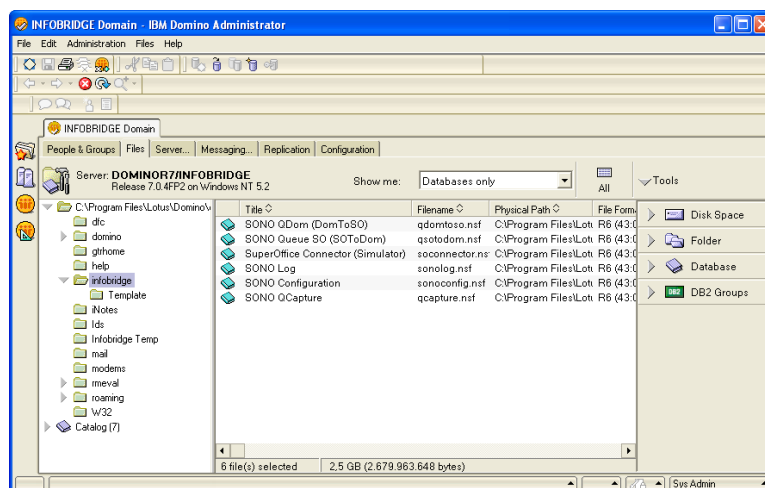 INFOBRIDGE Domain - IBM Domino Administrator
File Edit Administration Files Help
INFOBRIDGE Domain
People & Groups Files Server... Messaging... Replication Configuration
Server: DOMINOR7/INFOBRIDGE
Release 7.0.4FP2 on Windows NT 5.2
Show me: Databases only
All
Tools
C:\Program Files\Lotus\Domino\
dfc
domino
gtrhome
help
infobridge
Template
iNotes
lds
Infobridge Temp
mail
modems
rmeval
roaming
W32
Catalog (7)
Title Filename Physical Path File Form
SONO QDom (DomToSO) qdomtoso.nsf C:\Program Files\Lotu R6 (43:0
SONO Queue SO (SOToDom) qsotodom.nsf C:\Program Files\Lotu R6 (43:0
SuperOffice Connector (Simulator) soconnector.ns C:\Program Files\Lotu R6 (43:0
SONO Log sonolog.nsf C:\Program Files\Lotu R6 (43:0
SONO Configuration sonoconfig.nsf C:\Program Files\Lotu R6 (43:0
SONO QCapture qcapture.nsf C:\Program Files\Lotu R6 (43:0
Disk Space
Folder
Database
DB2 DB2 Groups
6 file(s) selected 2,5 GB (2.679.963.648 bytes)
Sys Admin